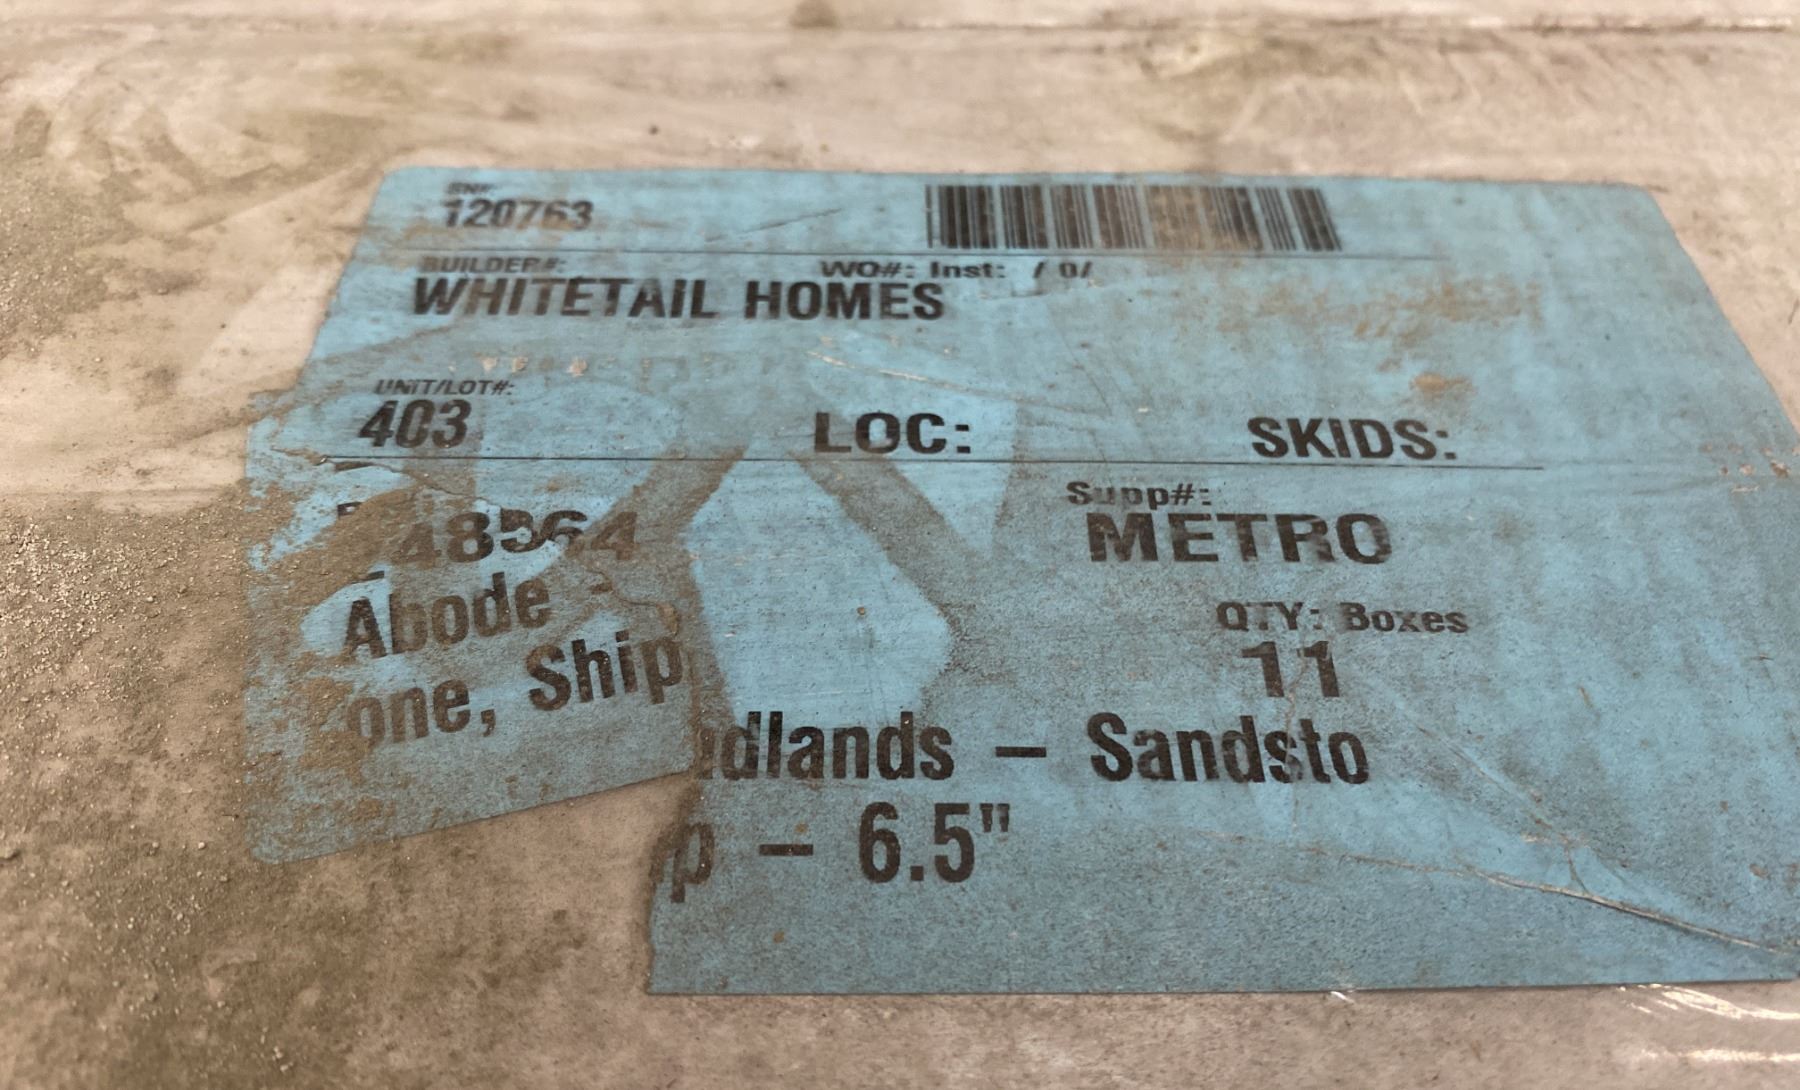 SN#:
120763
BUILDER#: WO#: Inst: / 0/
WHITETAIL HOMES
UNIT/LOT#:
403 LOC: SKIDS:
Supp#:
48564 METRO
Abode - QTY: Boxes
one, Ship 11
dlands – Sandsto
p – 6.5"